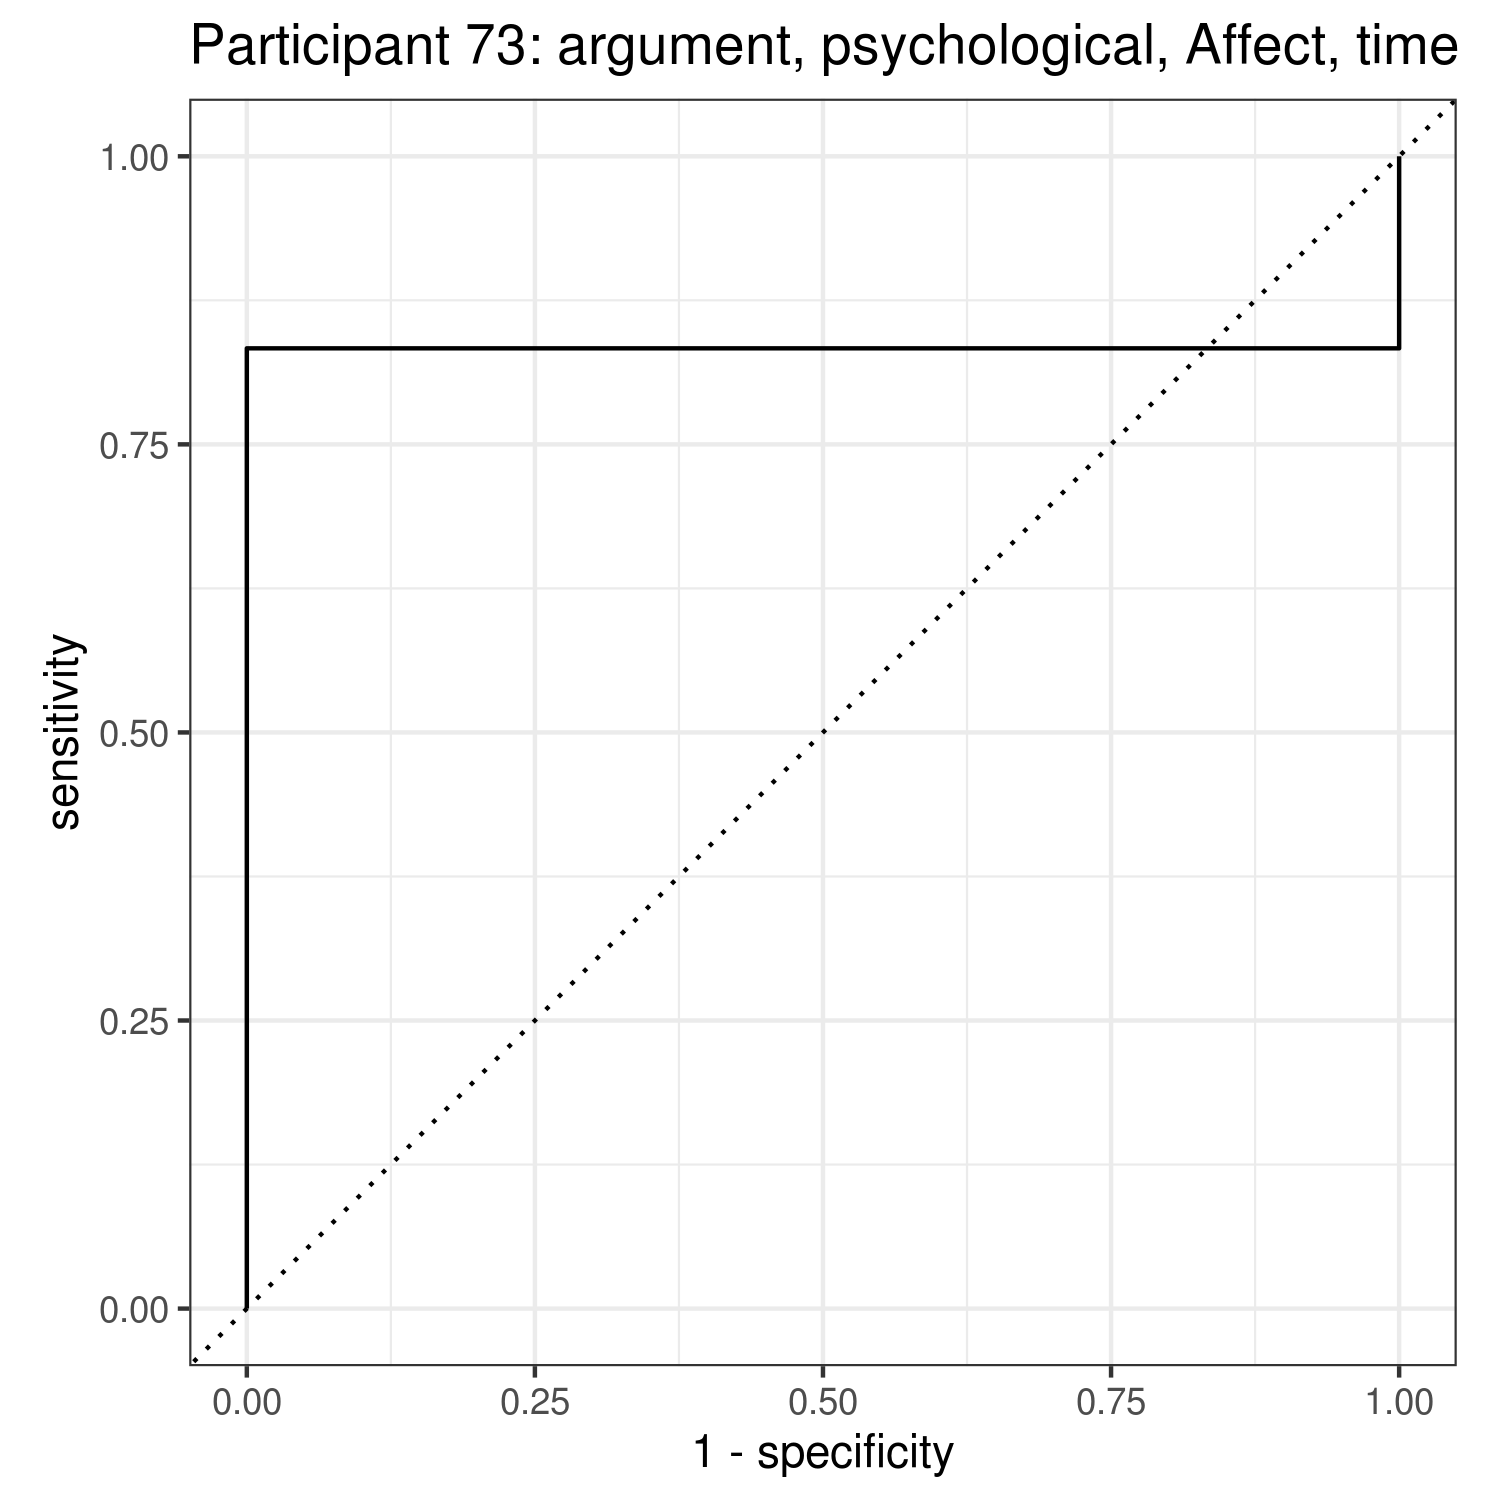 Participant 73: argument, psychological, Affect, time
1.00
0.75
0.50
0.25
0.00
sensitivity
0.00 0.25 0.50 0.75 1.00
1 - specificity